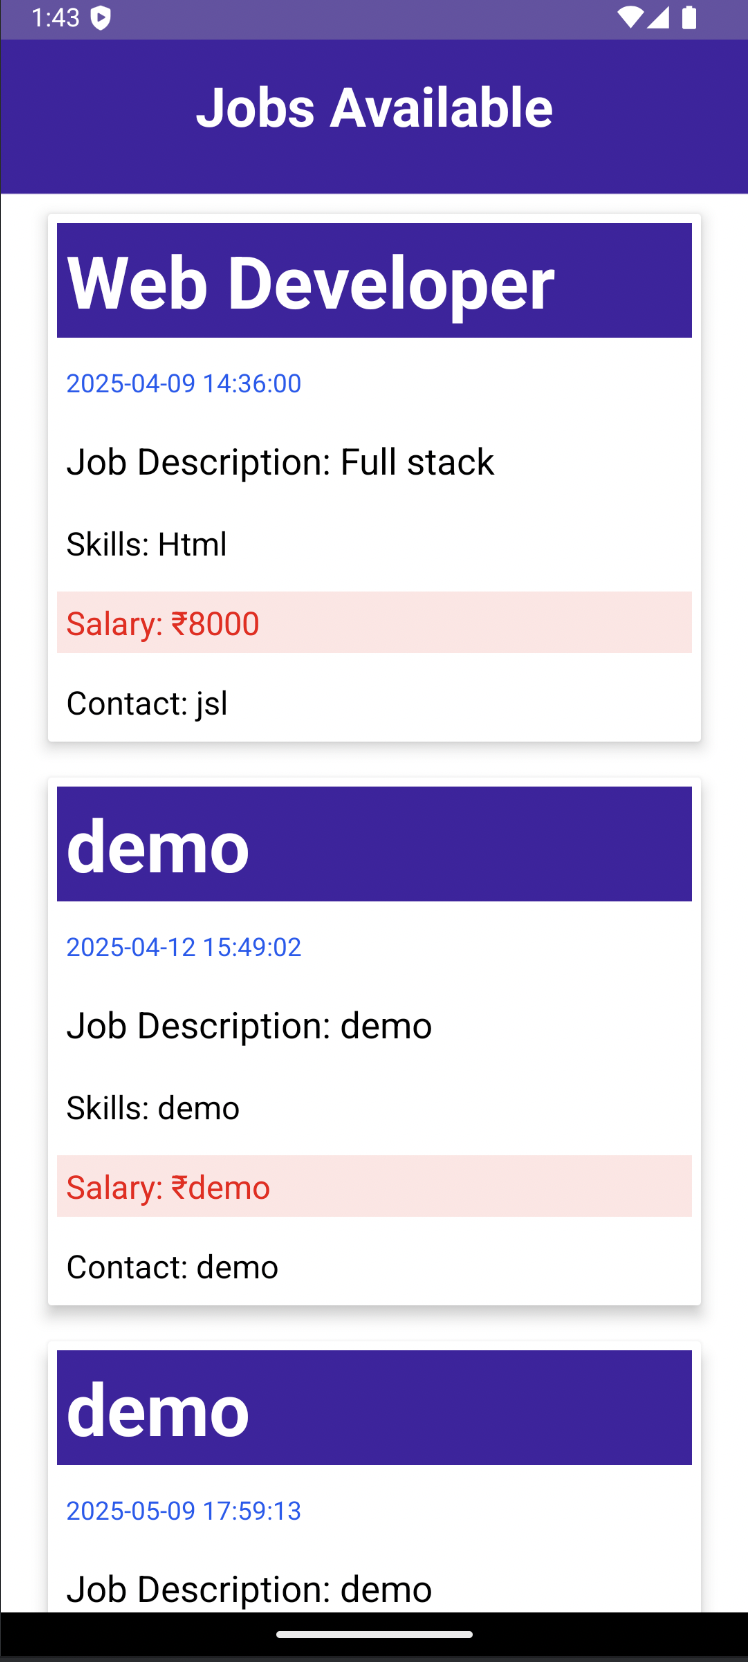 1:43
Jobs Available
Web Developer
2025-04-09 14:36:00
Job Description: Full stack
Skills: Html
Salary: ₹8000
Contact: jsl
demo
2025-04-12 15:49:02
Job Description: demo
Skills: demo
Salary: ₹demo
Contact: demo
demo
2025-05-09 17:59:13
Job Description: demo